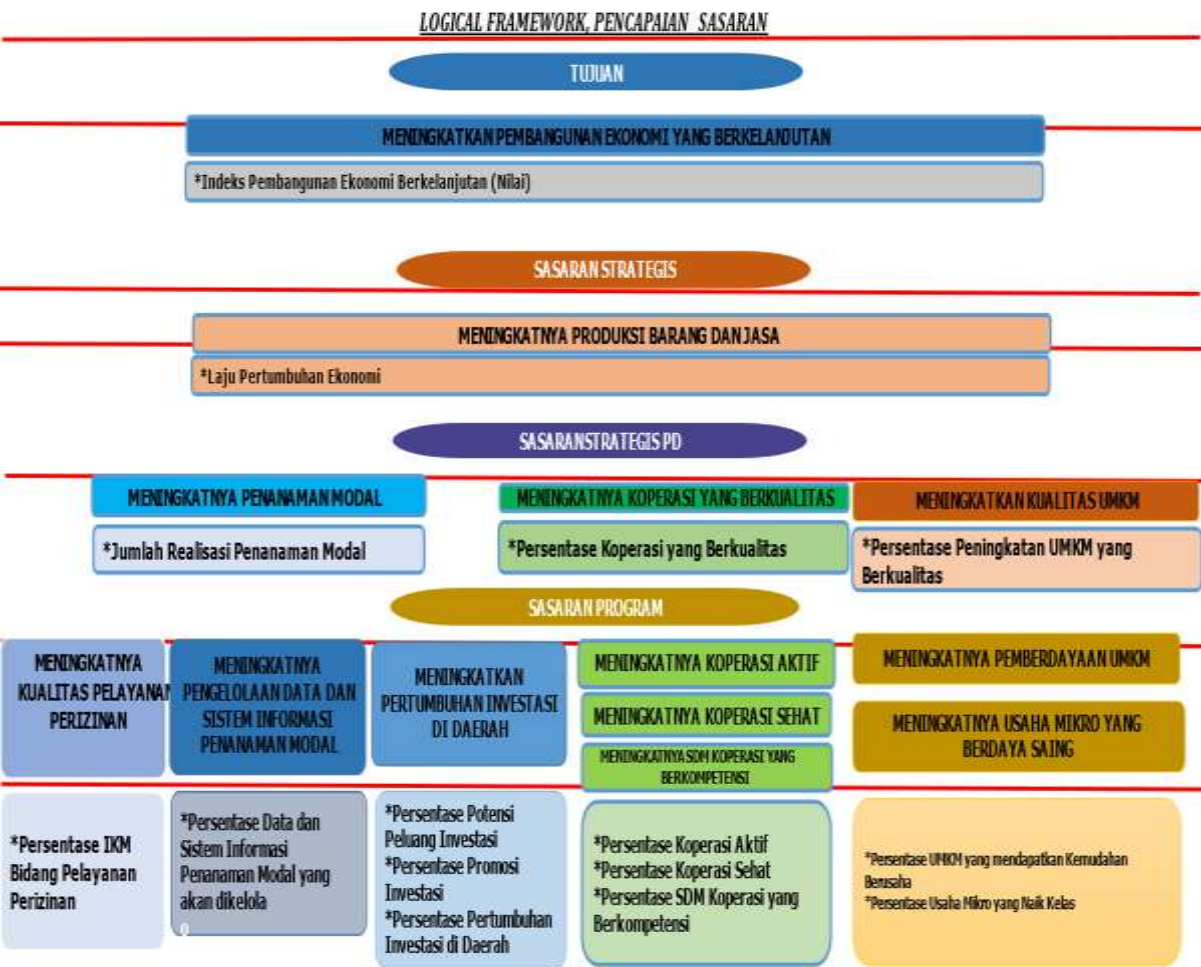 LOGICAL FRAMEWORK, PENCAPAIAN SASARAN
TUJUAN
MENINGKATKAN PEMBANGUNAN EKONOMI YANG BERKELANJUTAN
*Indeks Pembangunan Ekonomi Berkelanjutan (Nilai)
SASARAN STRATEGIS
MENINGKATNYA PRODUKSI BARANG DAN JASA
*Laju Pertumbuhan Ekonomi
SASARANSTRATEGIS PD
MENINGKATNYA PENANAMAN MODAL
*Jumlah Realisasi Penanaman Modal
MENINGKATNYA KOPERASI YANG BERKUALITAS
*Persentase Koperasi yang Berkualitas
MENINGKATKAN KUALITAS UMKM
*Persentase Peningkatan UMKM yang
Berkualitas
SASARAN PROGRAM
MENINGKATNYA
KUALITAS PELAYANAN
PERIZINAN
MENINGKATNYA
PENGELOLAAN DATA DAN
SISTEM INFORMASI
PENANAMAN MODAL
MENINGKATKAN
PERTUMBUHAN INVESTASI
DI DAERAH
MENINGKATNYA KOPERASI AKTIF
MENINGKATNYA KOPERASI SEHAT
MENINGKATNYA SDM KOPERASI YANG
BERKOMPETENSI
MENINGKATNYA PEMBERDAYAAN UMKM
MENINGKATNYA USAHA MIKRO YANG
BERDAYA SAING
*Persentase IKM
Bidang Pelayanan
Perizinan
*Persentase Data dan
Sistem Informasi
Penanaman Modal yang
akan dikelola
*Persentase Potensi
Peluang Investasi
*Persentase Promosi
Investasi
*Persentase Pertumbuhan
Investasi di Daerah
*Persentase Koperasi Aktif
*Persentase Koperasi Sehat
*Persentase SDM Koperasi yang
Berkompetensi
*Persentase UMKM yang mendapatkan Kemudahan
Berusaha
*Persentase Usaha Mikro yang Naik Kelas